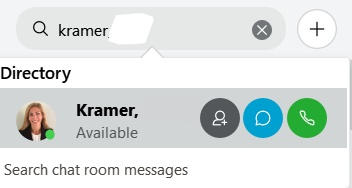 kramer,
Directory
Kramer,
Available
Search chat room messages